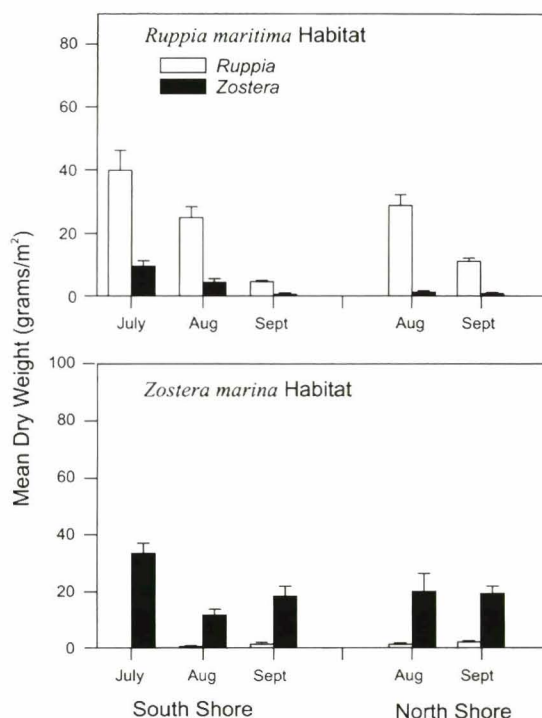 Ruppia maritima Habitat
Ruppia
Zostera
80
60
40
20
0
July Aug Sept Aug Sept
Mean Dry Weight (grams/m²)
100
Zostera marina Habitat
80
60
40
20
0
July Aug Sept Aug Sept
South Shore North Shore